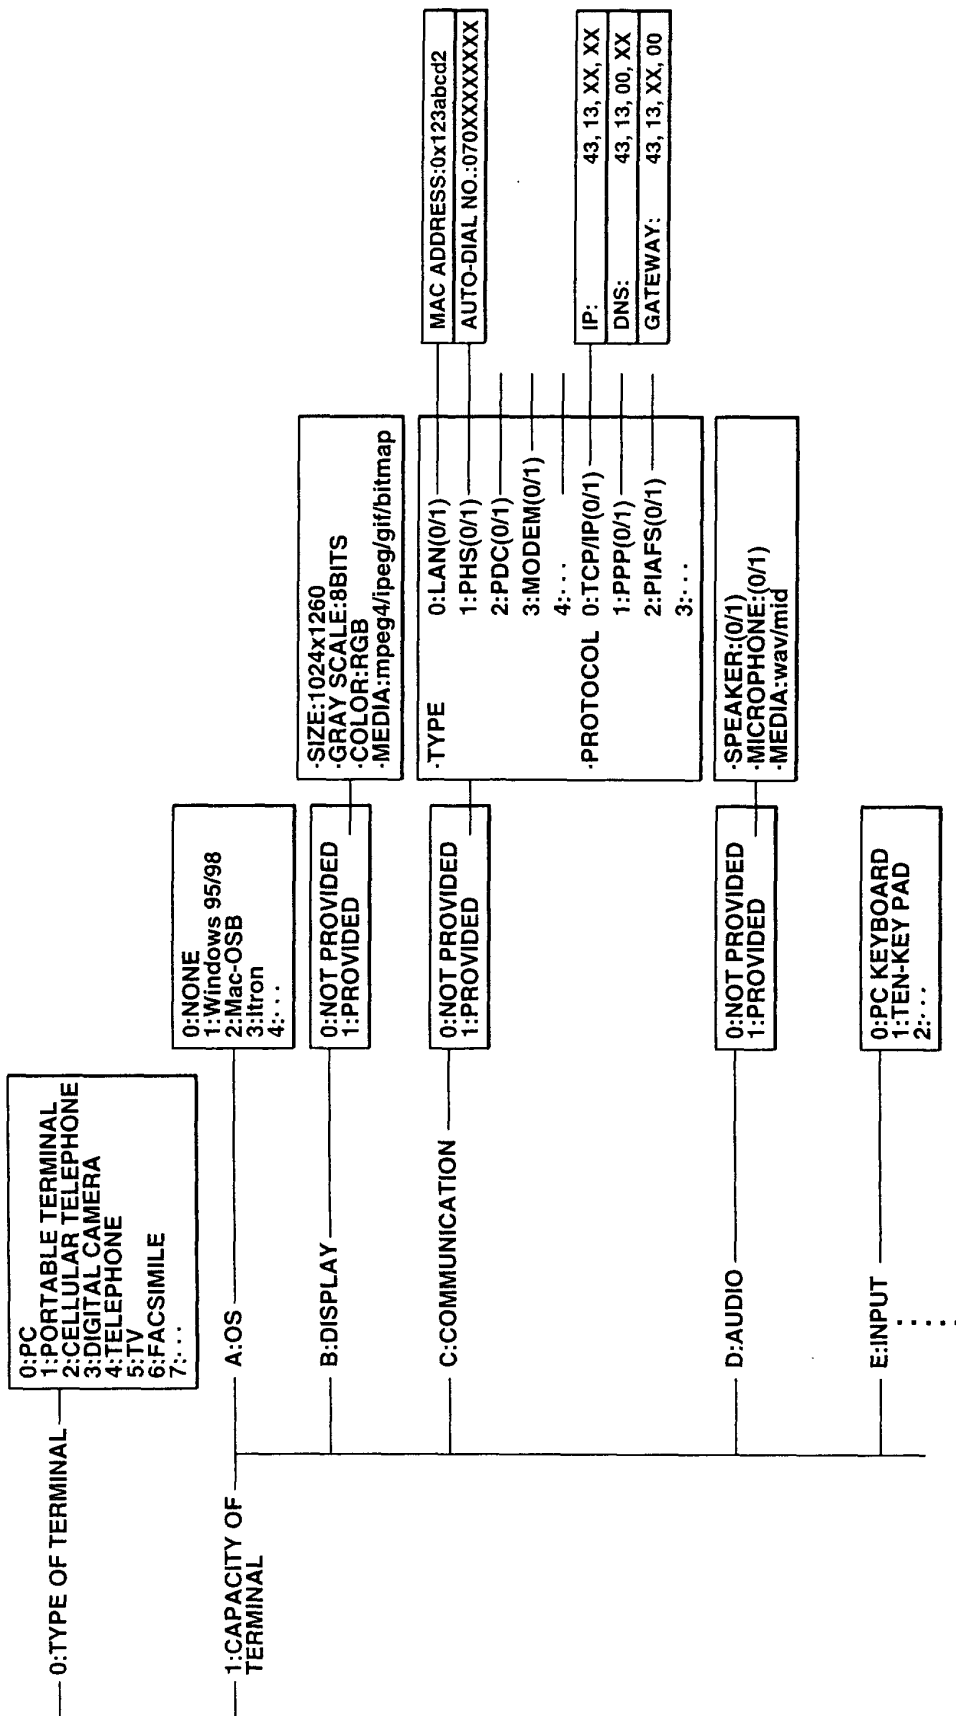 0:TYPE OF TERMINAL
0:PC
1:PORTABLE TERMINAL
2:CELLULAR TELEPHONE
3:DIGITAL CAMERA
4:TELEPHONE
5:TV
6:FACSIMILE
7:···
1:CAPACITY OF
TERMINAL
A:OS
0:NONE
1:Windows 95/98
2:Mac-OSB
3:Itron
4:···
B:DISPLAY
0:NOT PROVIDED
1:PROVIDED
·SIZE:1024x1260
·GRAY SCALE:8BITS
·COLOR:RGB
·MEDIA:mpeg4/ipeg/gif/bitmap
C:COMMUNICATION
0:NOT PROVIDED
1:PROVIDED
·TYPE 0:LAN(0/1)
1:PHS(0/1)
2:PDC(0/1)
3:MODEM(0/1)
4:···
·PROTOCOL 0:TCP/IP(0/1)
1:PPP(0/1)
2:PIAFS(0/1)
3:···
MAC ADDRESS:0x123abcd2
AUTO-DIAL NO.:070XXXXXXXX
IP: 43, 13, XX, XX
DNS: 43, 13, 00, XX
GATEWAY: 43, 13, XX, 00
D:AUDIO
0:NOT PROVIDED
1:PROVIDED
·SPEAKER:(0/1)
·MICROPHONE:(0/1)
·MEDIA:wav/mid
E:INPUT
0:PC KEYBOARD
1:TEN-KEY PAD
2:···